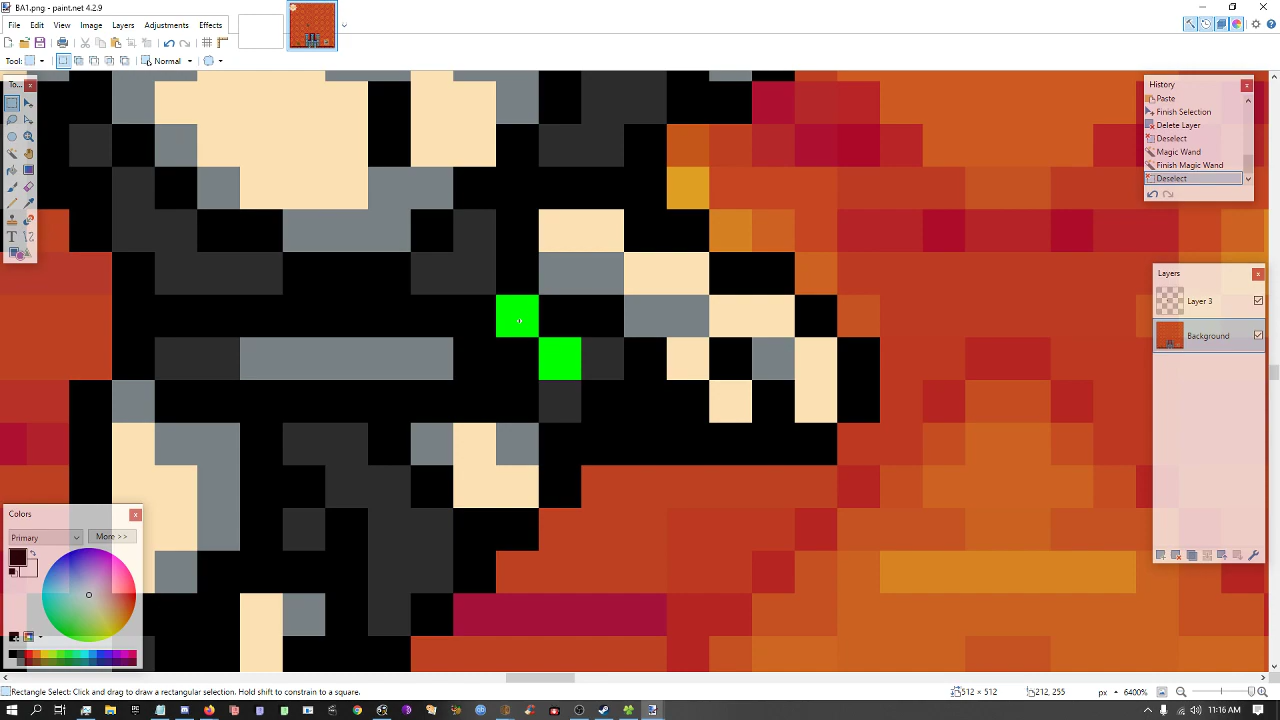 BA1.png - paint.net 4.2.9
File Edit View Image Layers Adjustments Effects
Tool: Normal
To...
History
Paste
Finish Selection
Delete Layer
Deselect
Magic Wand
Finish Magic Wand
Deselect
Layers
Layer 3
Background
Colors
Primary
More >>
Rectangle Select: Click and drag to draw a rectangular selection. Hold shift to constrain to a square.
512 × 512
212, 255
px
6400%
11:16 AM